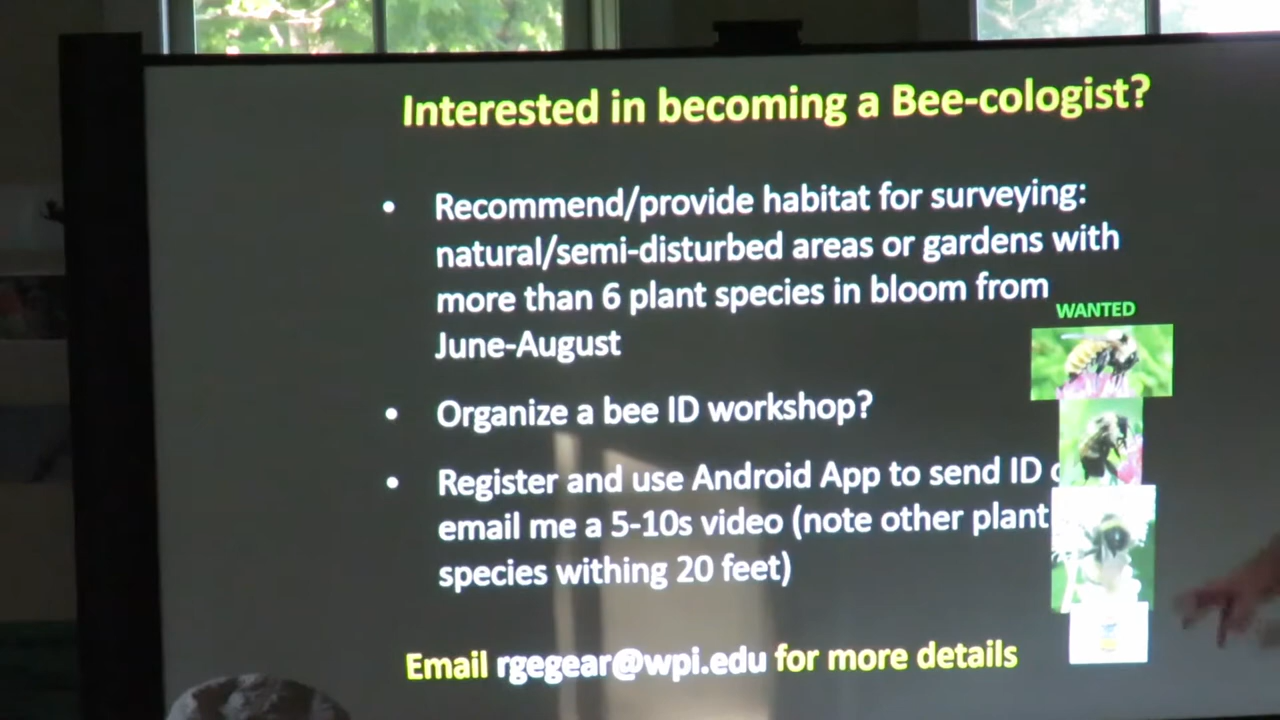 Interested in becoming a Bee-cologist?
• Recommend/provide habitat for surveying:
natural/semi-disturbed areas or gardens with
more than 6 plant species in bloom from
June-August
WANTED
• Organize a bee ID workshop?
• Register and use Android App to send ID
email me a 5-10s video (note other plant
species withing 20 feet)
Email rgegear@wpi.edu for more details